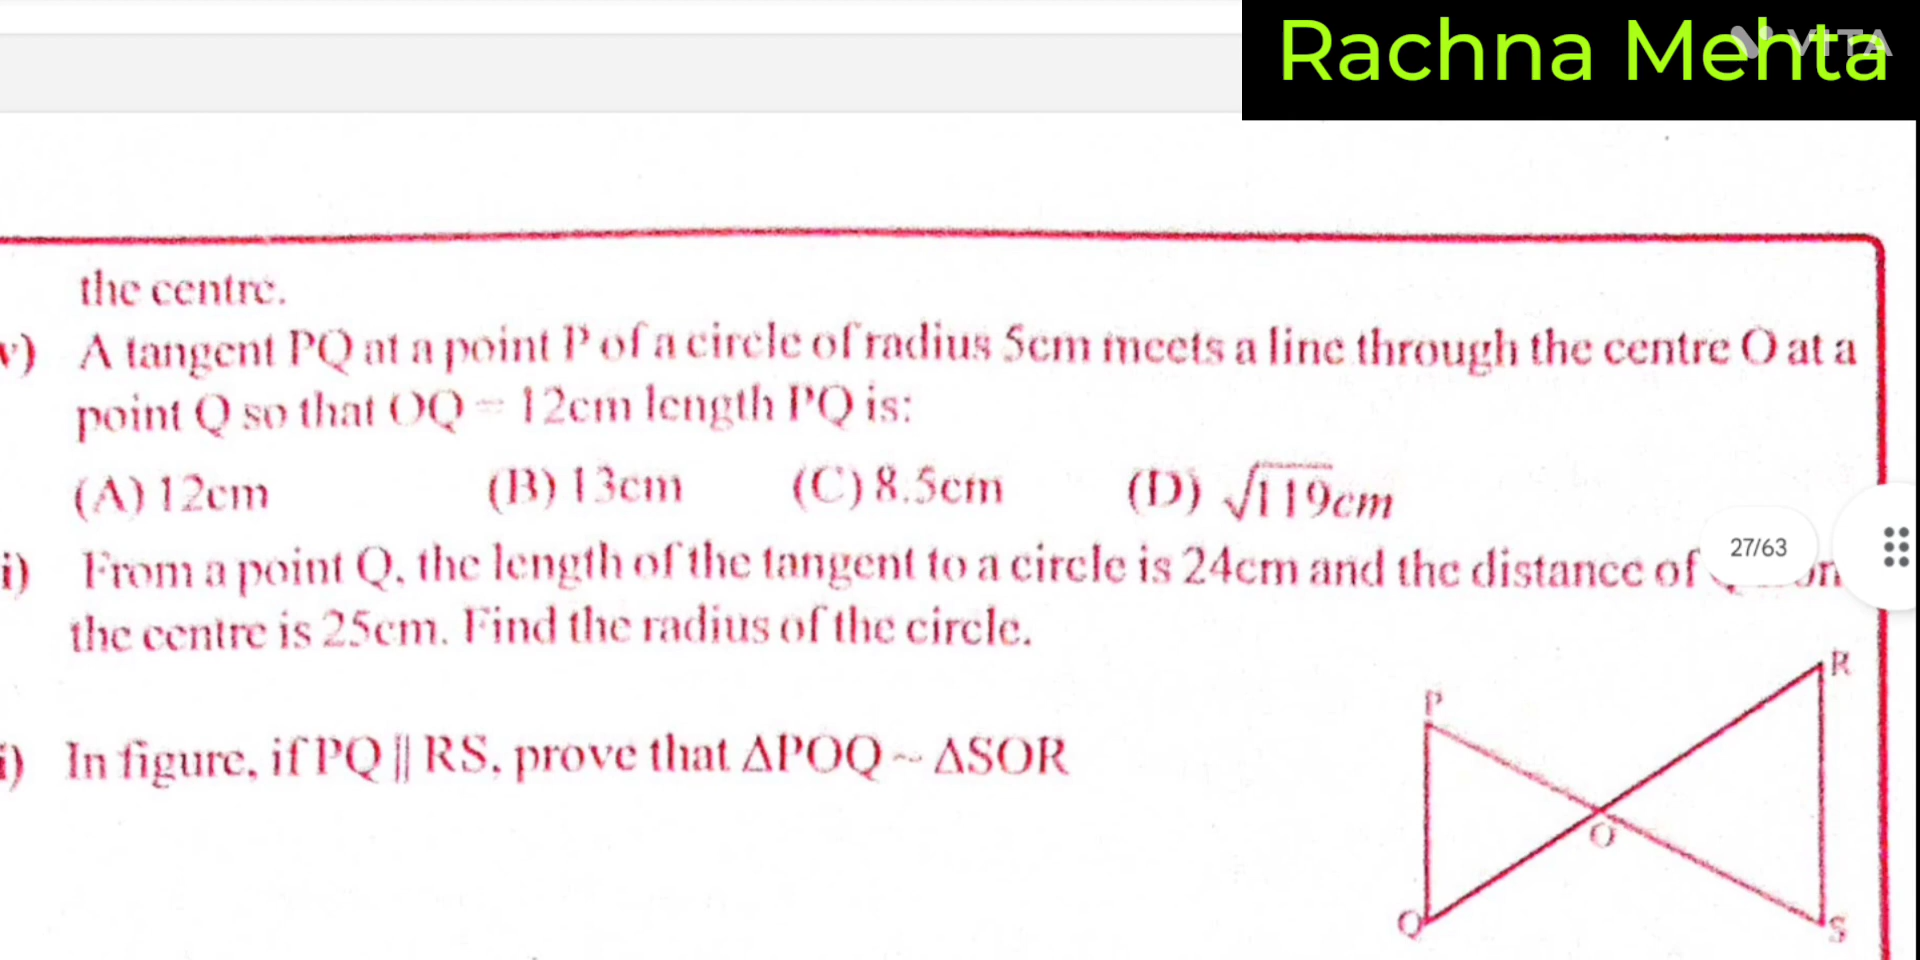 Rachna Mehta
VITA
the centre.
v) A tangent PQ at a point P of a circle of radius 5cm meets a line through the centre O at a
point Q so that OQ = 12cm length PQ is:
(A) 12cm (B) 13cm (C) 8.5cm (D) √119cm
i) From a point Q, the length of the tangent to a circle is 24cm and the distance of
27/63
the centre is 25cm. Find the radius of the circle.
i) In figure, if PQ || RS, prove that ΔPOQ ~ ΔSOR
R
P
O
Q
S